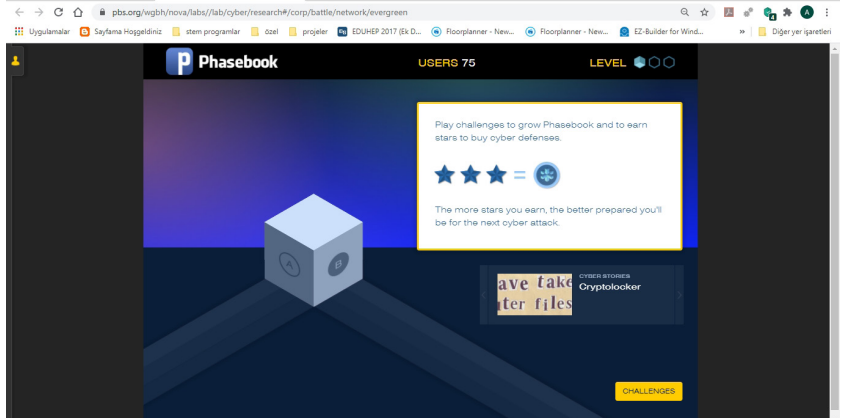 pbs.org/wgbh/nova/labs//lab/cyber/research#/corp/battle/network/evergreen
Uygulamalar Sayfama Hoşgeldiniz stem programlar özel projeler EDUHEP 2017 (Ek D... Floorplanner - New... Floorplanner - New... EZ-Builder for Wind... » Diğer yer işaretleri
P Phasebook USERS 75 LEVEL
Play challenges to grow Phasebook and to earn
stars to buy cyber defenses.
=
The more stars you earn, the better prepared you'll
be for the next cyber attack.
A B
CYBER STORIES
Cryptolocker
ave take
ter files
CHALLENGES